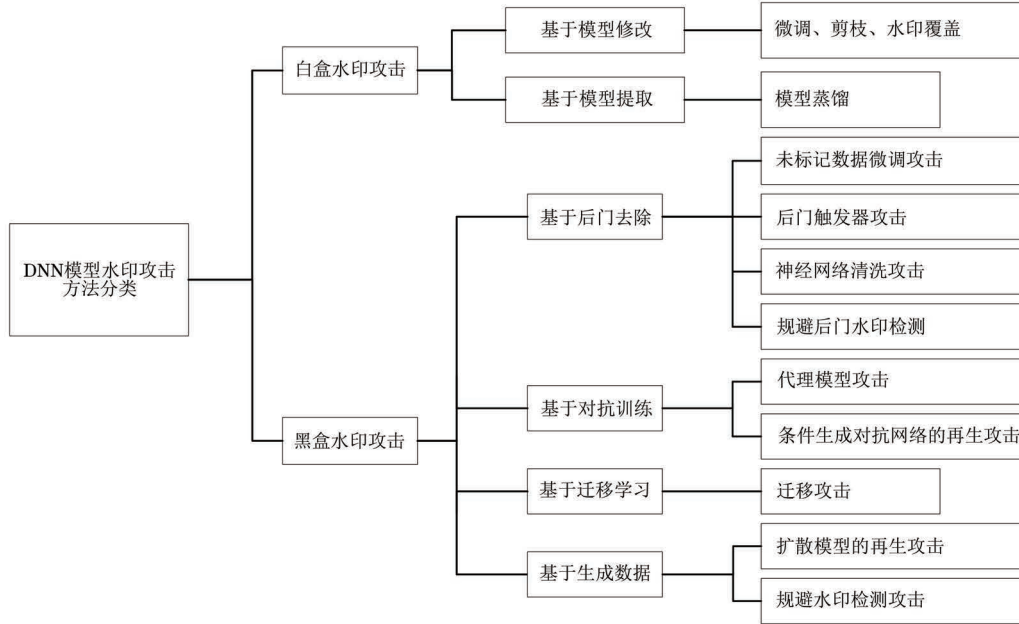 DNN模型水印攻击
方法分类
白盒水印攻击
基于模型修改
微调、剪枝、水印覆盖
基于模型提取
模型蒸馏
黑盒水印攻击
基于后门去除
未标记数据微调攻击
后门触发器攻击
神经网络清洗攻击
规避后门水印检测
基于对抗训练
代理模型攻击
条件生成对抗网络的再生攻击
基于迁移学习
迁移攻击
基于生成数据
扩散模型的再生攻击
规避水印检测攻击